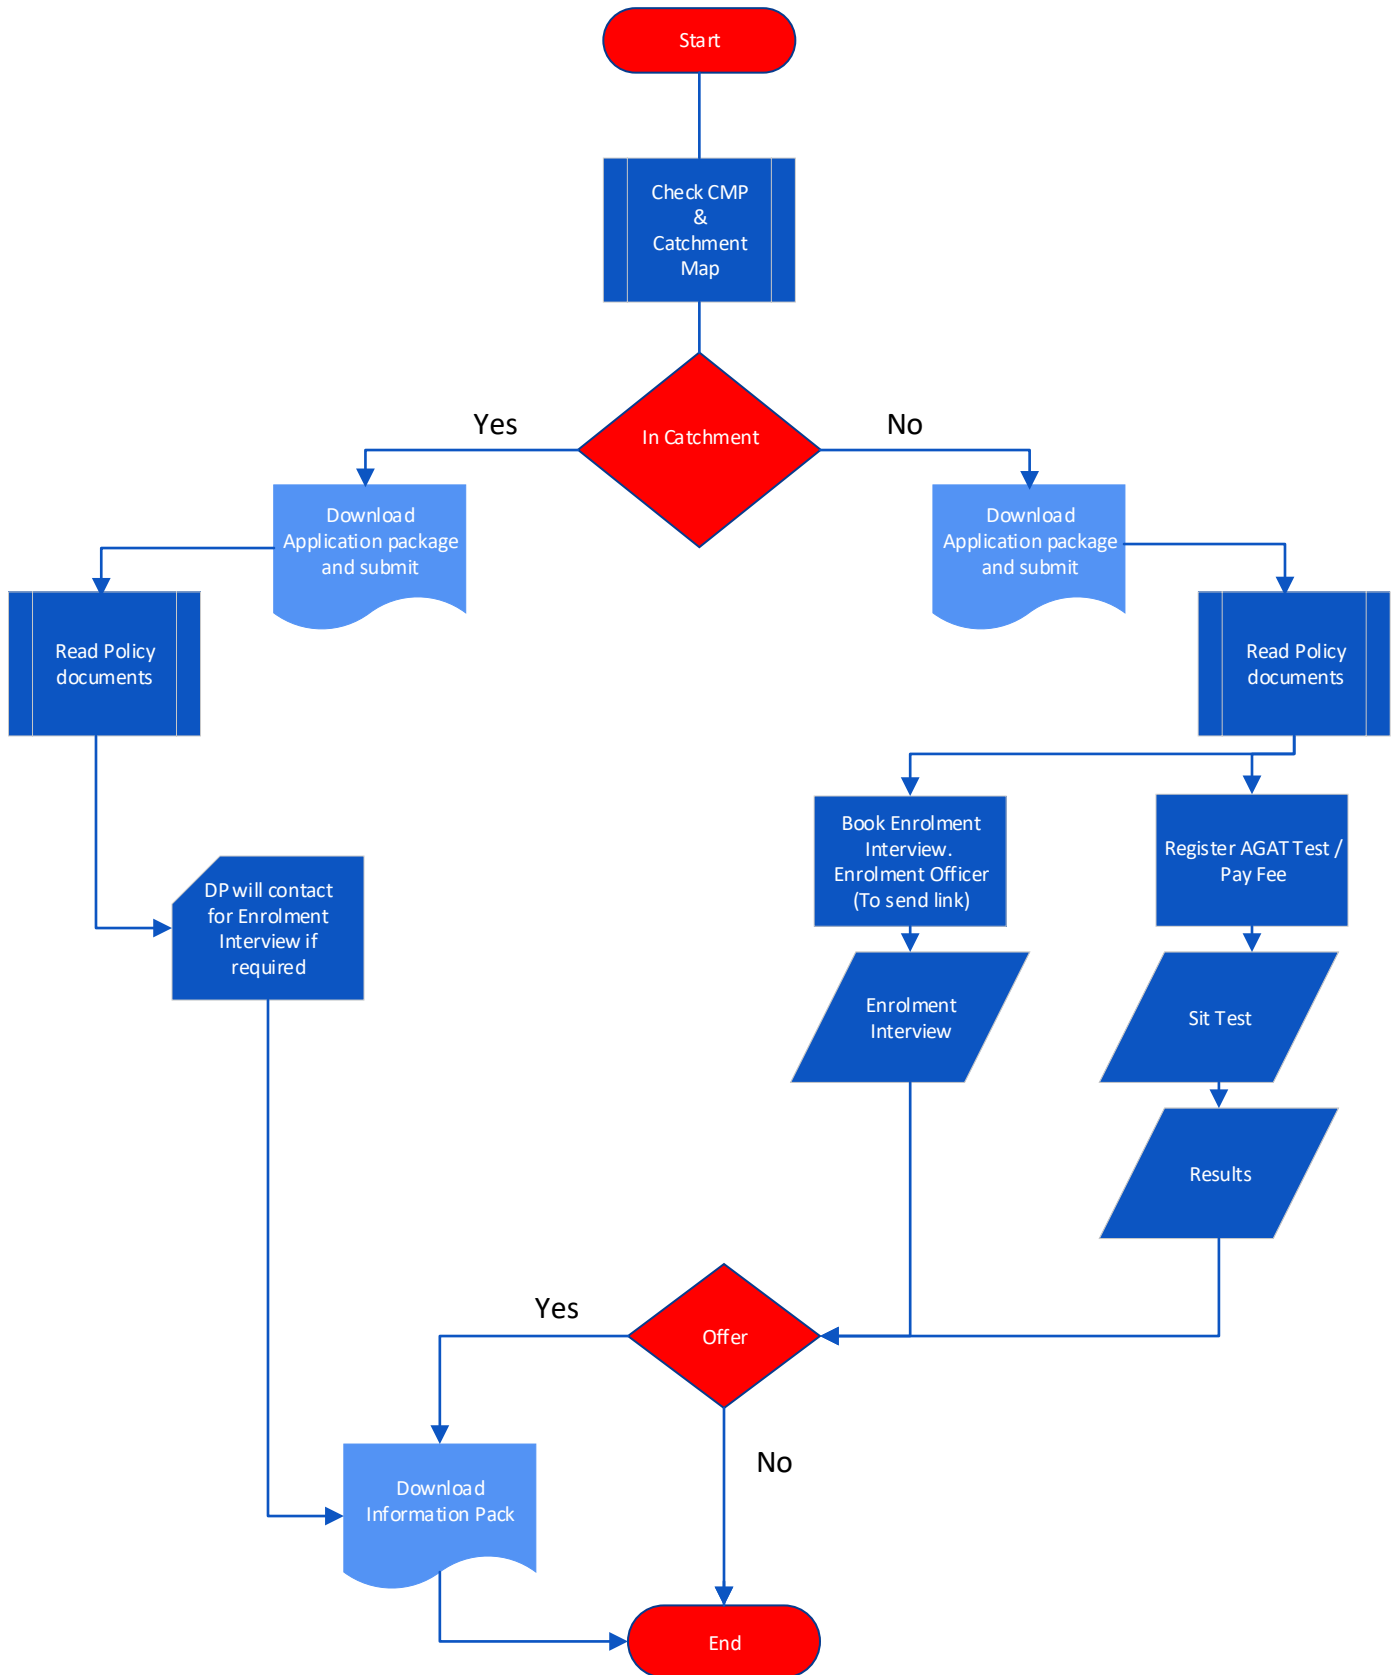 Start
Check CMP
&
Catchment
Map
In Catchment
Yes
No
Download
Application package
and submit
Download
Application package
and submit
Read Policy
documents
Read Policy
documents
Book Enrolment
Interview.
Enrolment Officer
(To send link)
Register AGAT Test /
Pay Fee
DP will contact
for Enrolment
Interview if
required
Enrolment
Interview
Sit Test
Results
Yes
Offer
No
Download
Information Pack
End